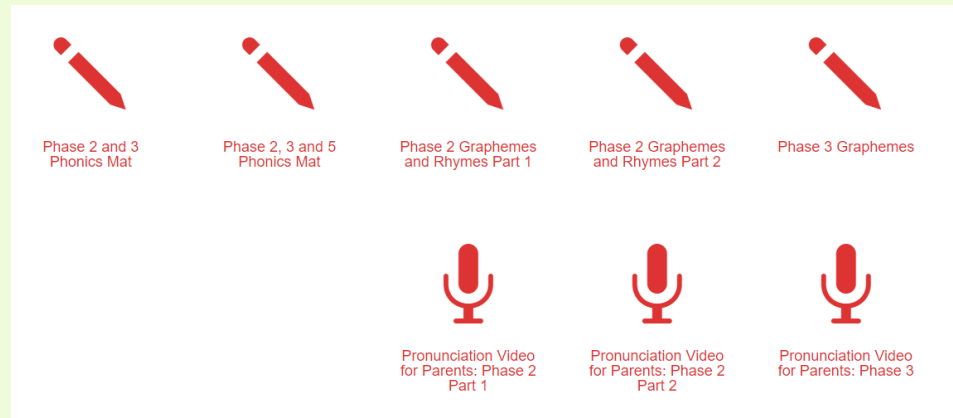 Phase 2 and 3
Phonics Mat
Phase 2, 3 and 5
Phonics Mat
Phase 2 Graphemes
and Rhymes Part 1
Phase 2 Graphemes
and Rhymes Part 2
Phase 3 Graphemes
Pronunciation Video
for Parents: Phase 2
Part 1
Pronunciation Video
for Parents: Phase 2
Part 2
Pronunciation Video
for Parents: Phase 3